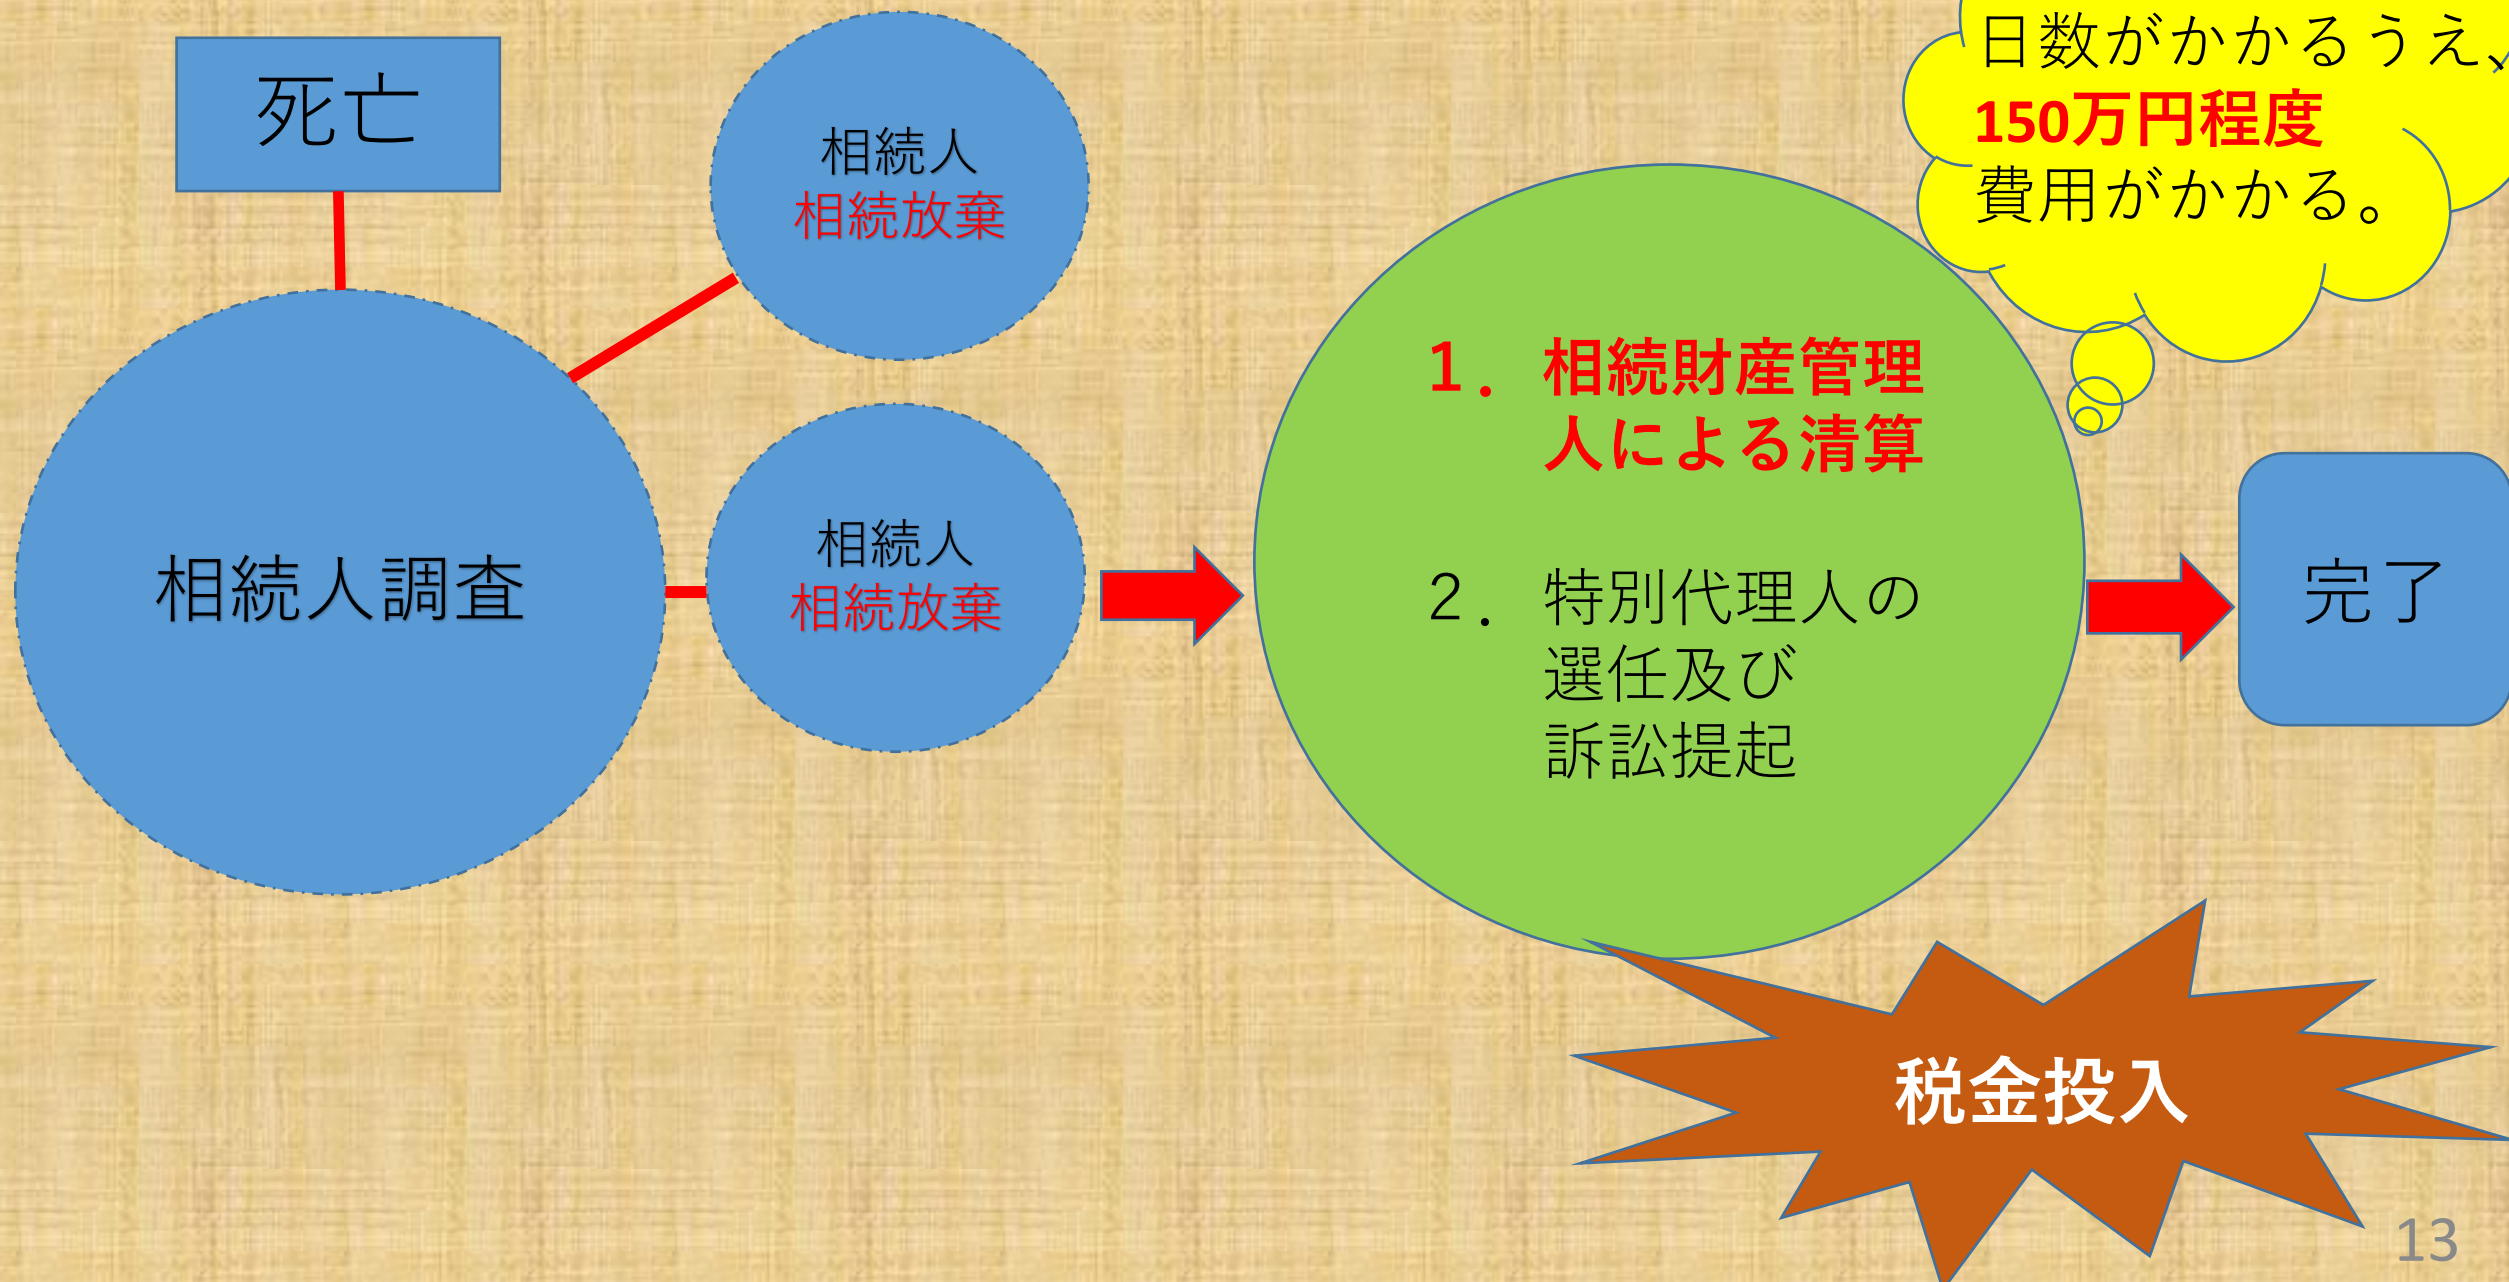 死亡
相続人調査
相続人
相続放棄
相続人
相続放棄
1．相続財産管理
人による清算
2．特別代理人の
選任及び
訴訟提起
日数がかかるうえ、
150万円程度
費用がかかる。
完了
税金投入
13